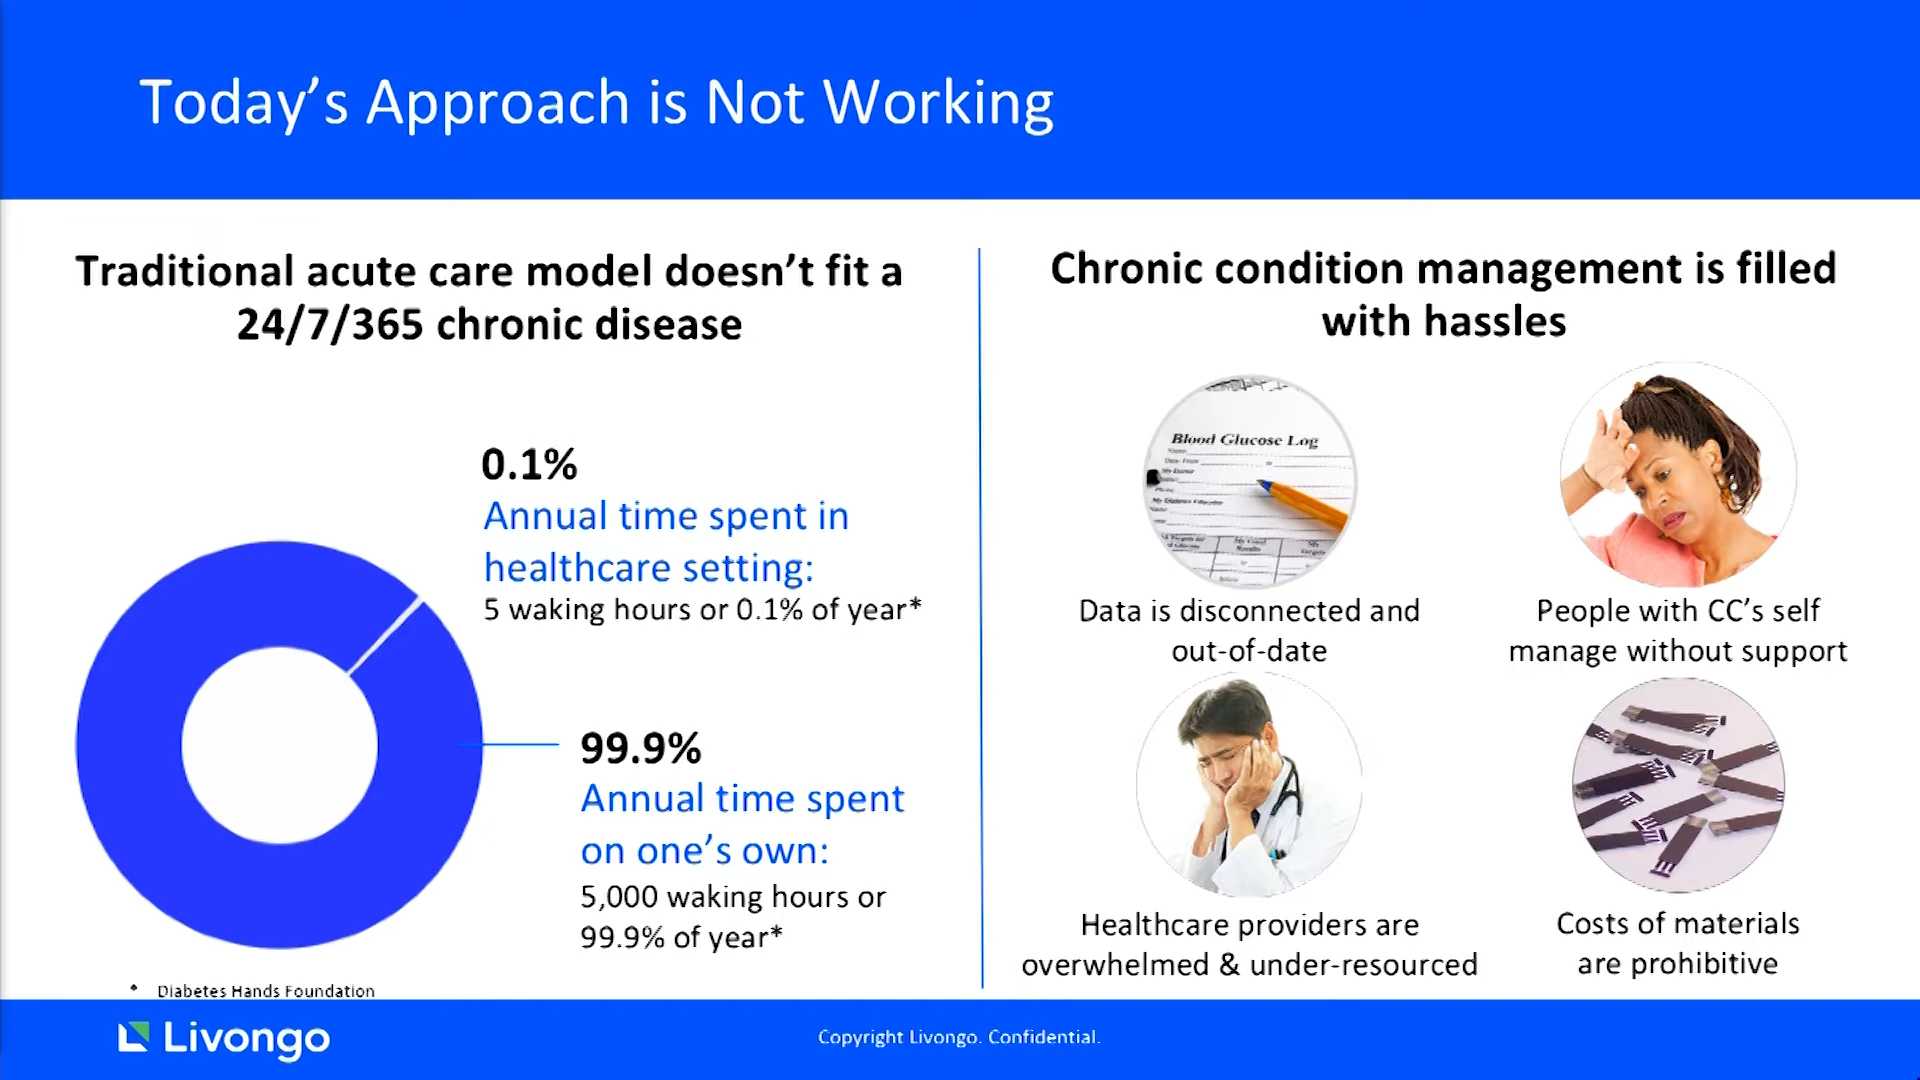 Today's Approach is Not Working
Traditional acute care model doesn't fit a
24/7/365 chronic disease
0.1%
Annual time spent in
healthcare setting:
5 waking hours or 0.1% of year*
99.9%
Annual time spent
on one's own:
5,000 waking hours or
99.9% of year*
* Diabetes Hands Foundation
Chronic condition management is filled
with hassles
Blood Glucose Log
Name
Data is disconnected and
out-of-date
People with CC's self
manage without support
Healthcare providers are
overwhelmed & under-resourced
Costs of materials
are prohibitive
Livongo
Copyright Livongo. Confidential.